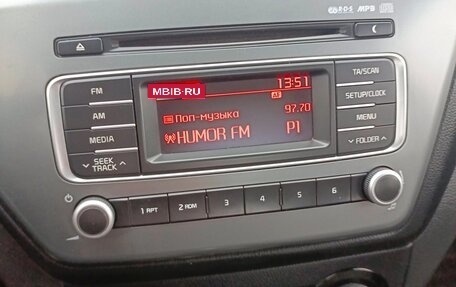 RDS MP3
13:51
AF
MBIB·RU
Поп-музыка
97.70
HUMOR FM P1
FM
AM
MEDIA
SEEK
TRACK
TA/SCAN
SETUP/CLOCK
MENU
FOLDER
1 RPT
2 RDM
3
4
5
6